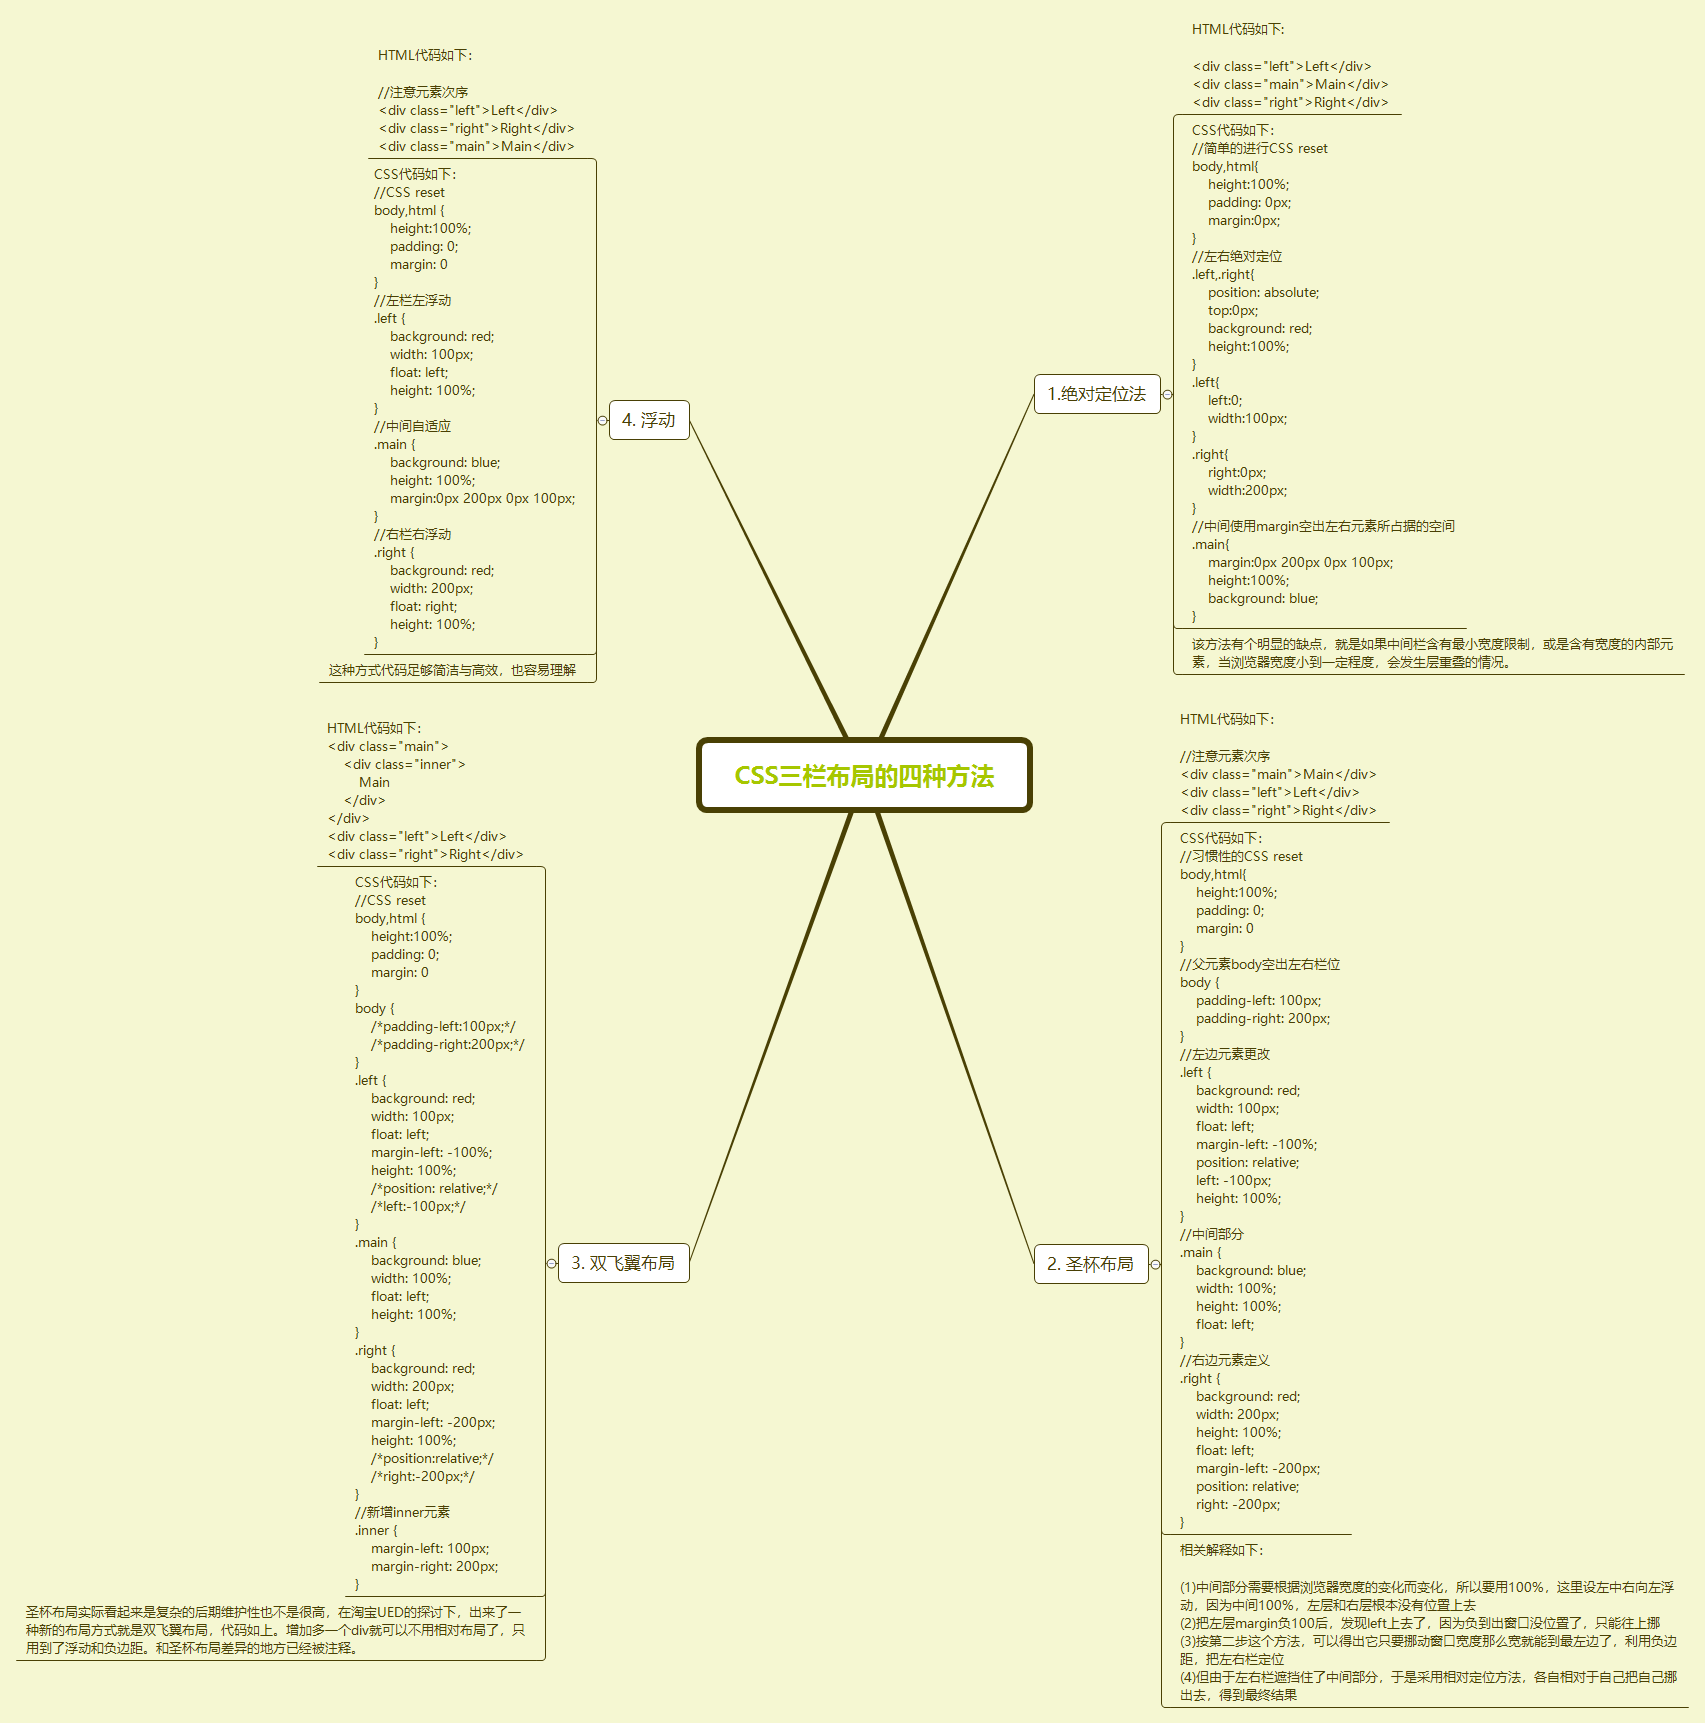 CSS三栏布局的四种方法
1.绝对定位法
HTML代码如下:
<div class="left">Left</div>
<div class="main">Main</div>
<div class="right">Right</div>
CSS代码如下:
//简单的进行CSS reset
body,html{
height:100%;
padding: 0px;
margin:0px;
}
//左右绝对定位
.left,.right{
position: absolute;
top:0px;
background: red;
height:100%;
}
.left{
left:0;
width:100px;
}
.right{
right:0px;
width:200px;
}
//中间使用margin空出左右元素所占据的空间
.main{
margin:0px 200px 0px 100px;
height:100%;
background: blue;
}
该方法有个明显的缺点，就是如果中间栏含有最小宽度限制，或是含有宽度的内部元
素，当浏览器宽度小到一定程度，会发生层重叠的情况。
2. 圣杯布局
HTML代码如下:
//注意元素次序
<div class="main">Main</div>
<div class="left">Left</div>
<div class="right">Right</div>
CSS代码如下:
//习惯性的CSS reset
body,html{
height:100%;
padding: 0;
margin: 0
}
//父元素body空出左右栏位
body {
padding-left: 100px;
padding-right: 200px;
}
//左边元素更改
.left {
background: red;
width: 100px;
float: left;
margin-left: -100%;
position: relative;
left: -100px;
height: 100%;
}
//中间部分
.main {
background: blue;
width: 100%;
height: 100%;
float: left;
}
//右边元素定义
.right {
background: red;
width: 200px;
height: 100%;
float: left;
margin-left: -200px;
position: relative;
right: -200px;
}
相关解释如下:
(1)中间部分需要根据浏览器宽度的变化而变化，所以要用100%，这里设左中右向左浮
动，因为中间100%，左层和右层根本没有位置上去
(2)把左层margin负100后，发现left上去了，因为负到出窗口没位置了，只能往上挪
(3)按第二步这个方法，可以得出它只要挪动窗口宽度那么宽就能到最左边了，利用负边
距，把左右栏定位
(4)但由于左右栏遮挡住了中间部分，于是采用相对定位方法，各自相对于自己把自己挪
出去，得到最终结果
3. 双飞翼布局
HTML代码如下:
<div class="main">
<div class="inner">
Main
</div>
</div>
<div class="left">Left</div>
<div class="right">Right</div>
CSS代码如下:
//CSS reset
body,html {
height:100%;
padding: 0;
margin: 0
}
body {
/*padding-left:100px;*/
/*padding-right:200px;*/
}
.left {
background: red;
width: 100px;
float: left;
margin-left: -100%;
height: 100%;
/*position: relative;*/
/*left:-100px;*/
}
.main {
background: blue;
width: 100%;
float: left;
height: 100%;
}
.right {
background: red;
width: 200px;
float: left;
margin-left: -200px;
height: 100%;
/*position:relative;*/
/*right:-200px;*/
}
//新增inner元素
.inner {
margin-left: 100px;
margin-right: 200px;
}
圣杯布局实际看起来是复杂的后期维护性也不是很高，在淘宝UED的探讨下，出来了一
种新的布局方式就是双飞翼布局，代码如上。增加多一个div就可以不用相对布局了，只
用到了浮动和负边距。和圣杯布局差异的地方已经被注释。
4. 浮动
HTML代码如下:
//注意元素次序
<div class="left">Left</div>
<div class="right">Right</div>
<div class="main">Main</div>
CSS代码如下:
//CSS reset
body,html {
height:100%;
padding: 0;
margin: 0
}
//左栏左浮动
.left {
background: red;
width: 100px;
float: left;
height: 100%;
}
//中间自适应
.main {
background: blue;
height: 100%;
margin:0px 200px 0px 100px;
}
//右栏右浮动
.right {
background: red;
width: 200px;
float: right;
height: 100%;
}
这种方式代码足够简洁与高效，也容易理解